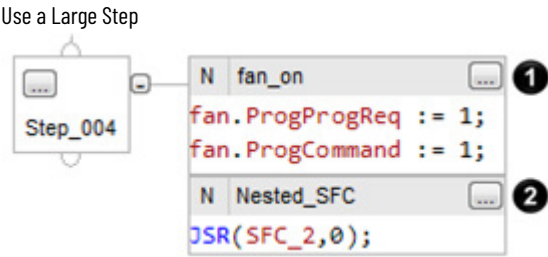 Use a Large Step
...
Step_004
N fan_on ... 1
fan.ProgProgReq := 1;
fan.ProgCommand := 1;
N Nested_SFC ... 2
JSR(SFC_2,0);